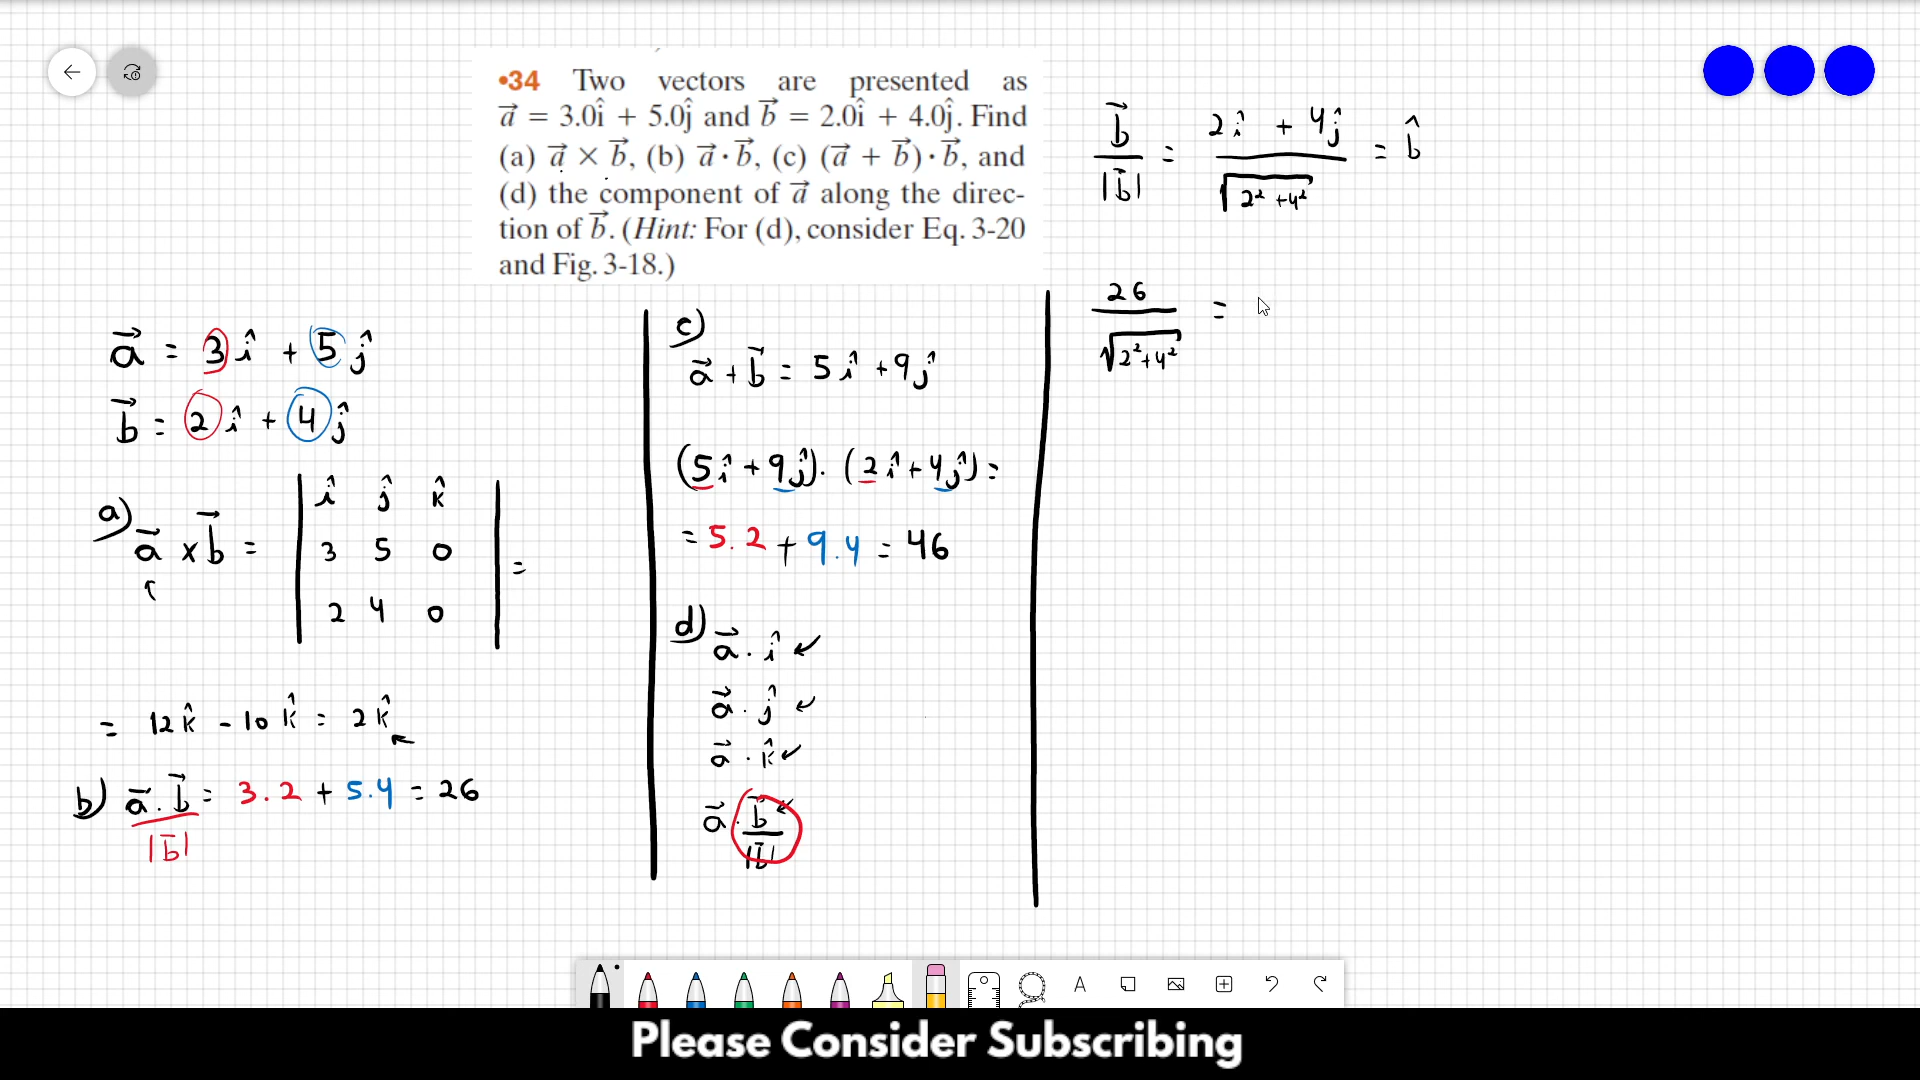 •34 Two vectors are presented as
a⃗ = 3.0î + 5.0ĵ and b⃗ = 2.0î + 4.0ĵ. Find
(a) a⃗ × b⃗, (b) a⃗ · b⃗, (c) (a⃗ + b⃗) · b⃗, and
(d) the component of a⃗ along the direc-
tion of b⃗. (Hint: For (d), consider Eq. 3-20
and Fig. 3-18.)
a⃗ = 3î + 5ĵ
b⃗ = 2î + 4ĵ
a)
a⃗ × b⃗ = | î ĵ k̂ | =
3 5 0
2 4 0
= 12k̂ - 10k̂ = 2k̂
b) a⃗ . b⃗ = 3.2 + 5.4 = 26
|b⃗|
c)
a⃗ + b⃗ = 5î + 9ĵ
(5î + 9ĵ) . (2î + 4ĵ) =
= 5.2 + 9.4 = 46
d)
a⃗ . î ✓
a⃗ . ĵ ✓
a⃗ . k̂ ✓
a⃗ . b⃗
|b⃗|
b⃗ / |b⃗| = 2î + 4ĵ / √2² + 4² = b̂
26 / √2² + 4² =
A
Please Consider Subscribing